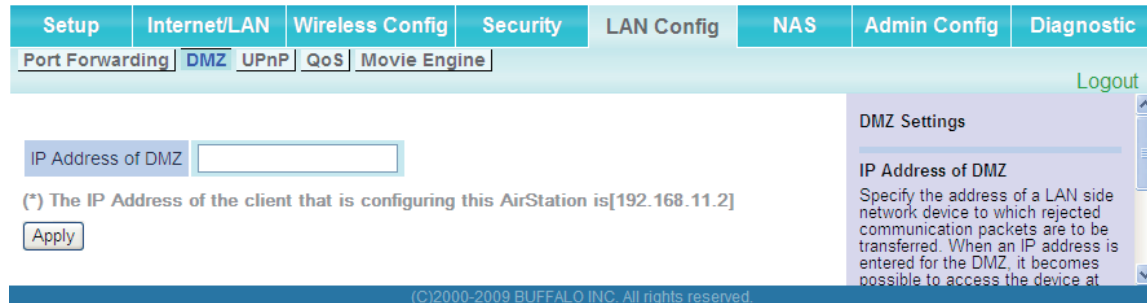 Setup Internet/LAN Wireless Config Security LAN Config NAS Admin Config Diagnostic
Port Forwarding DMZ UPnP QoS Movie Engine
Logout
IP Address of DMZ
(*) The IP Address of the client that is configuring this AirStation is[192.168.11.2]
Apply
DMZ Settings
IP Address of DMZ
Specify the address of a LAN side
network device to which rejected
communication packets are to be
transferred. When an IP address is
entered for the DMZ, it becomes
possible to access the device at
(C)2000-2009 BUFFALO INC. All rights reserved.